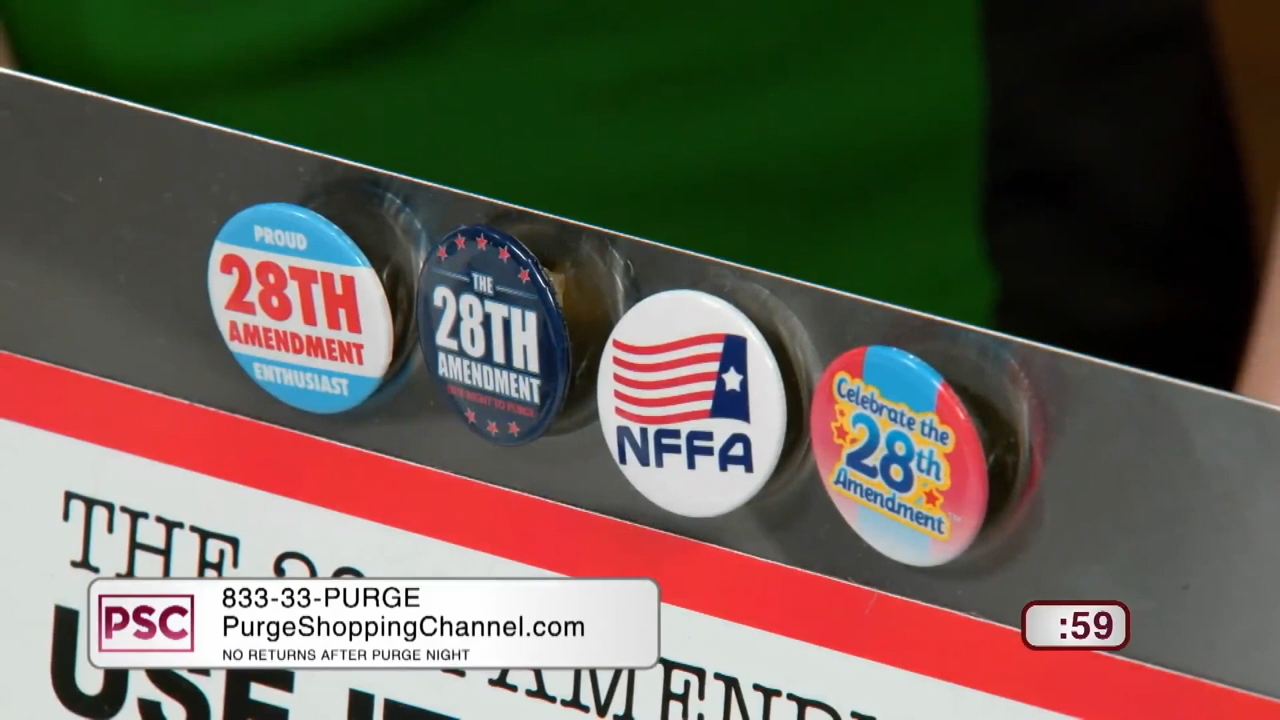 PROUD
28TH
AMENDMENT
ENTHUSIAST
THE
28TH
AMENDMENT
NFFA
Celebrate the
28th
Amendment
THE
USE
PSC
833-33-PURGE
PurgeShoppingChannel.com
NO RETURNS AFTER PURGE NIGHT
:59